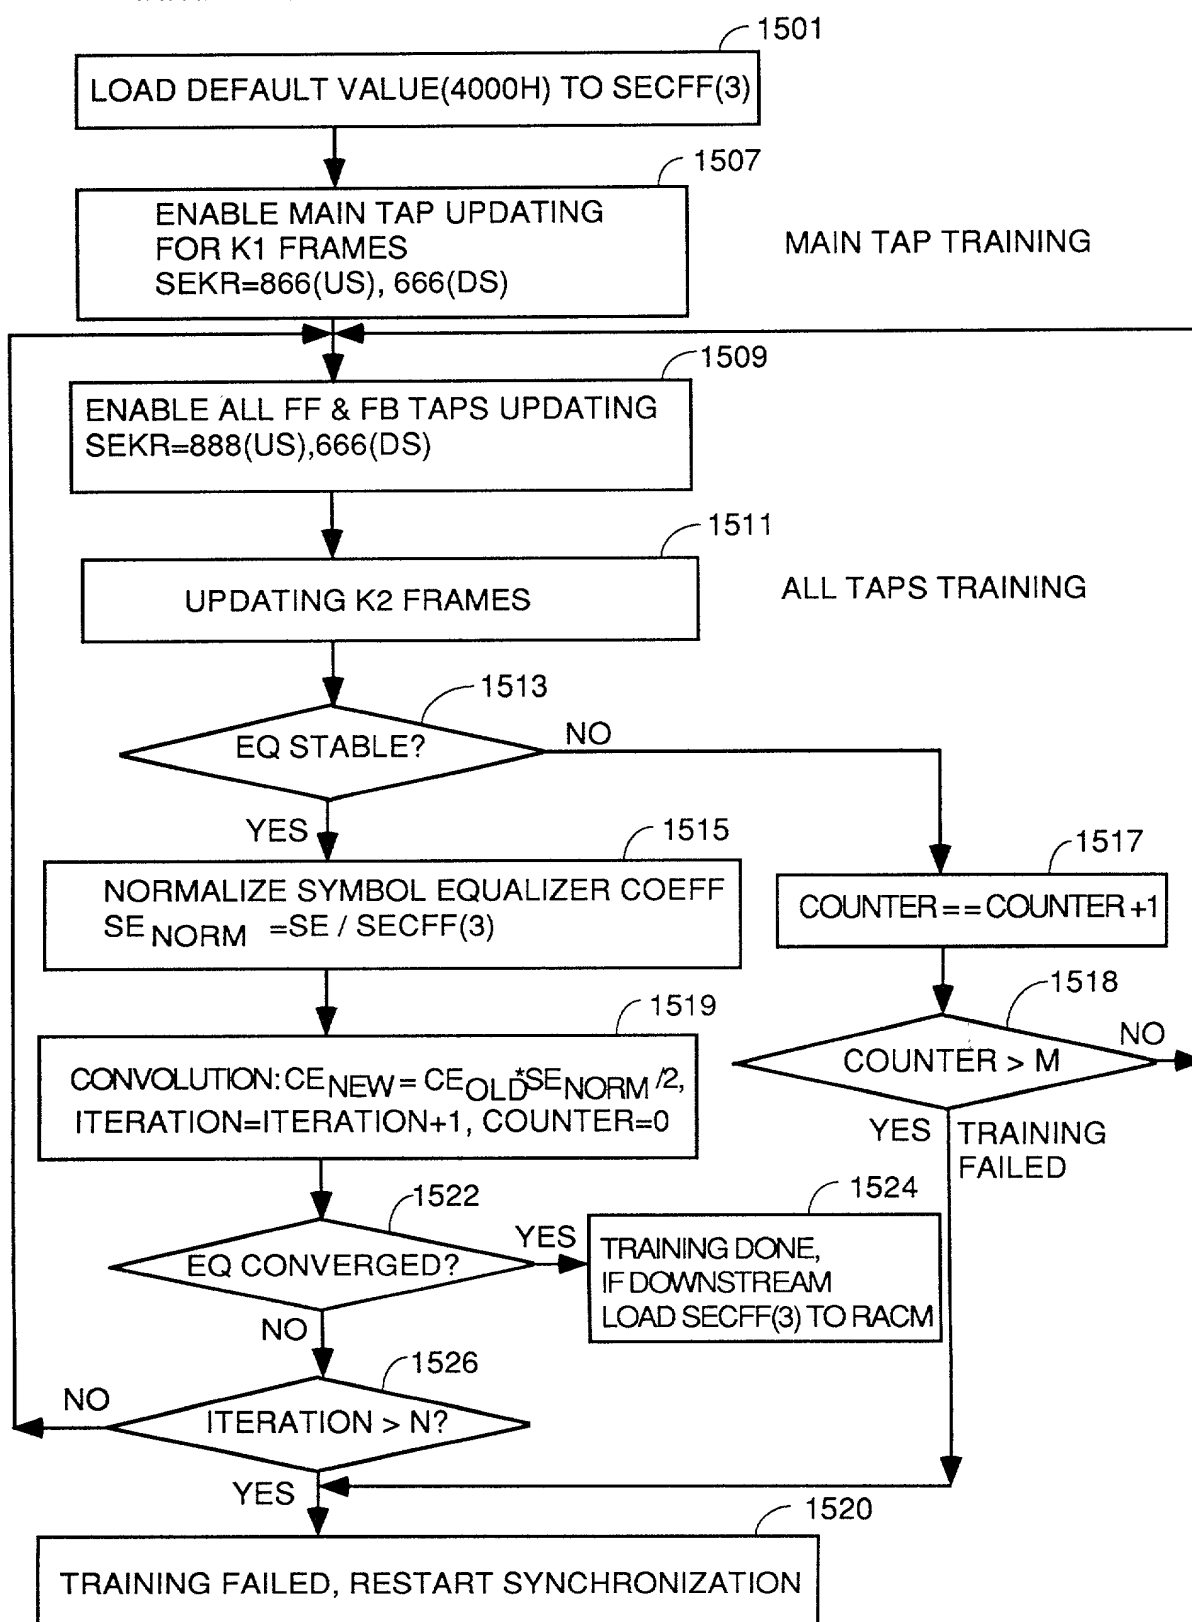 1501
LOAD DEFAULT VALUE(4000H) TO SECFF(3)
1507
ENABLE MAIN TAP UPDATING
FOR K1 FRAMES
SEKR=866(US), 666(DS)
MAIN TAP TRAINING
1509
ENABLE ALL FF & FB TAPS UPDATING
SEKR=888(US),666(DS)
1511
UPDATING K2 FRAMES
ALL TAPS TRAINING
1513
EQ STABLE?
NO
YES
1515
NORMALIZE SYMBOL EQUALIZER COEFF
SE NORM =SE / SECFF(3)
1517
COUNTER==COUNTER+1
1518
COUNTER > M
NO
YES
TRAINING
FAILED
1519
CONVOLUTION: CE NEW = CE OLD*SE NORM /2,
ITERATION=ITERATION+1, COUNTER=0
1522
EQ CONVERGED?
YES
NO
1524
TRAINING DONE,
IF DOWNSTREAM
LOAD SECFF(3) TO RACM
1526
ITERATION > N?
NO
YES
1520
TRAINING FAILED, RESTART SYNCHRONIZATION